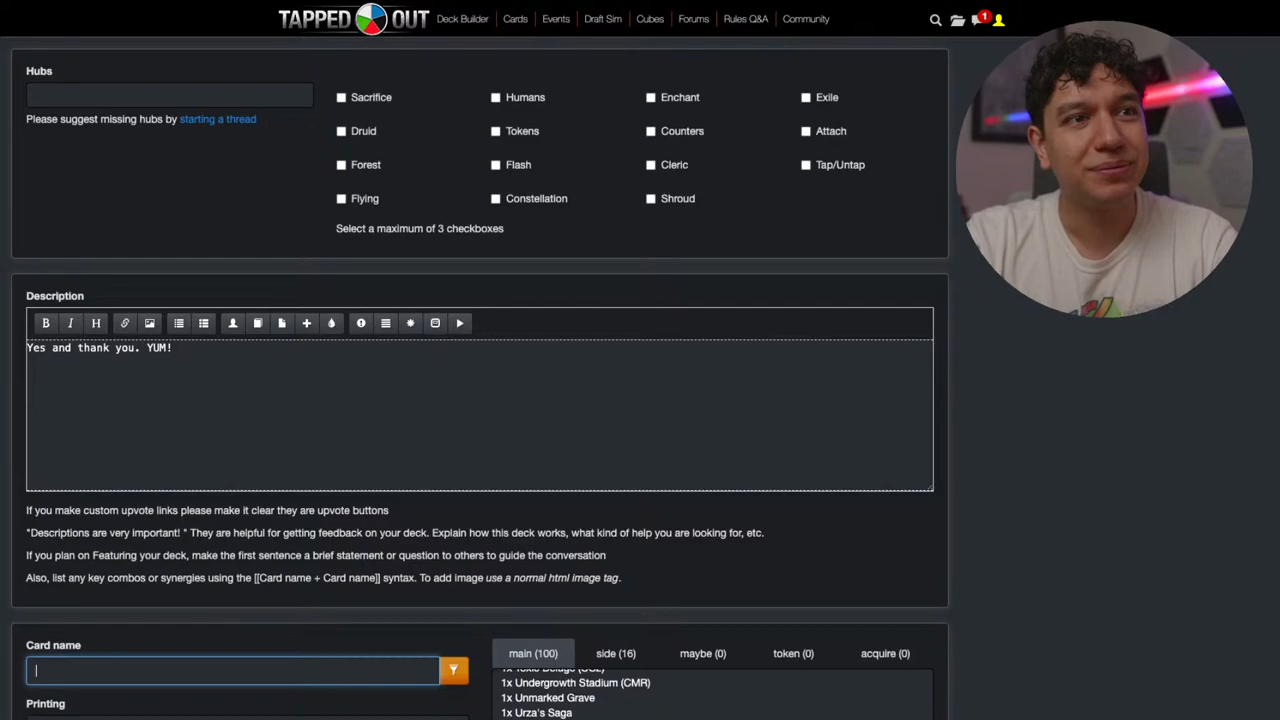 TAPPED OUT
Deck Builder Cards Events Draft Sim Cubes Forums Rules Q&A Community
1
Hubs
Please suggest missing hubs by starting a thread
Sacrifice Humans Enchant Exile
Druid Tokens Counters Attach
Forest Flash Cleric Tap/Untap
Flying Constellation Shroud
Select a maximum of 3 checkboxes
Description
B I H
Yes and thank you. YUM!
If you make custom upvote links please make it clear they are upvote buttons
"Descriptions are very important! " They are helpful for getting feedback on your deck. Explain how this deck works, what kind of help you are looking for, etc.
If you plan on Featuring your deck, make the first sentence a brief statement or question to others to guide the conversation
Also, list any key combos or synergies using the [[Card name + Card name]] syntax. To add image use a normal html image tag.
Card name
Printing
main (100) side (16) maybe (0) token (0) acquire (0)
1x Undergrowth Stadium (CMR)
1x Unmarked Grave
1x Urza's Saga